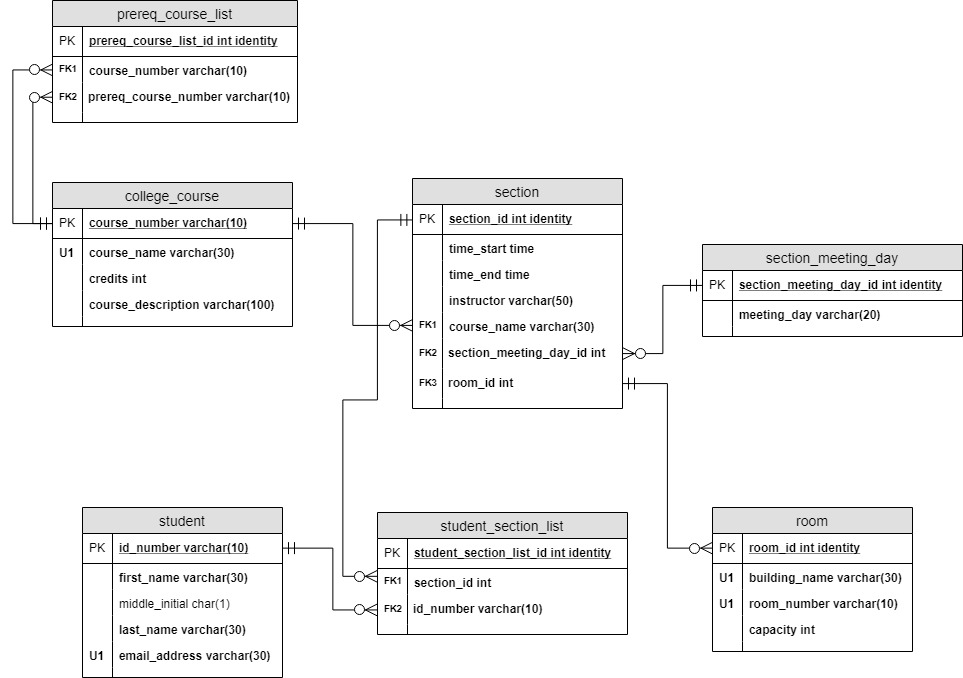 prereq_course_list
PK prereq_course_list_id int identity
FK1 course_number varchar(10)
FK2 prereq_course_number varchar(10)
college_course
PK course_number varchar(10)
U1 course_name varchar(30)
credits int
course_description varchar(100)
section
PK section_id int identity
time_start time
time_end time
instructor varchar(50)
FK1 course_name varchar(30)
FK2 section_meeting_day_id int
FK3 room_id int
section_meeting_day
PK section_meeting_day_id int identity
meeting_day varchar(20)
student
PK id_number varchar(10)
first_name varchar(30)
middle_initial char(1)
last_name varchar(30)
U1 email_address varchar(30)
student_section_list
PK student_section_list_id int identity
FK1 section_id int
FK2 id_number varchar(10)
room
PK room_id int identity
U1 building_name varchar(30)
U1 room_number varchar(10)
capacity int